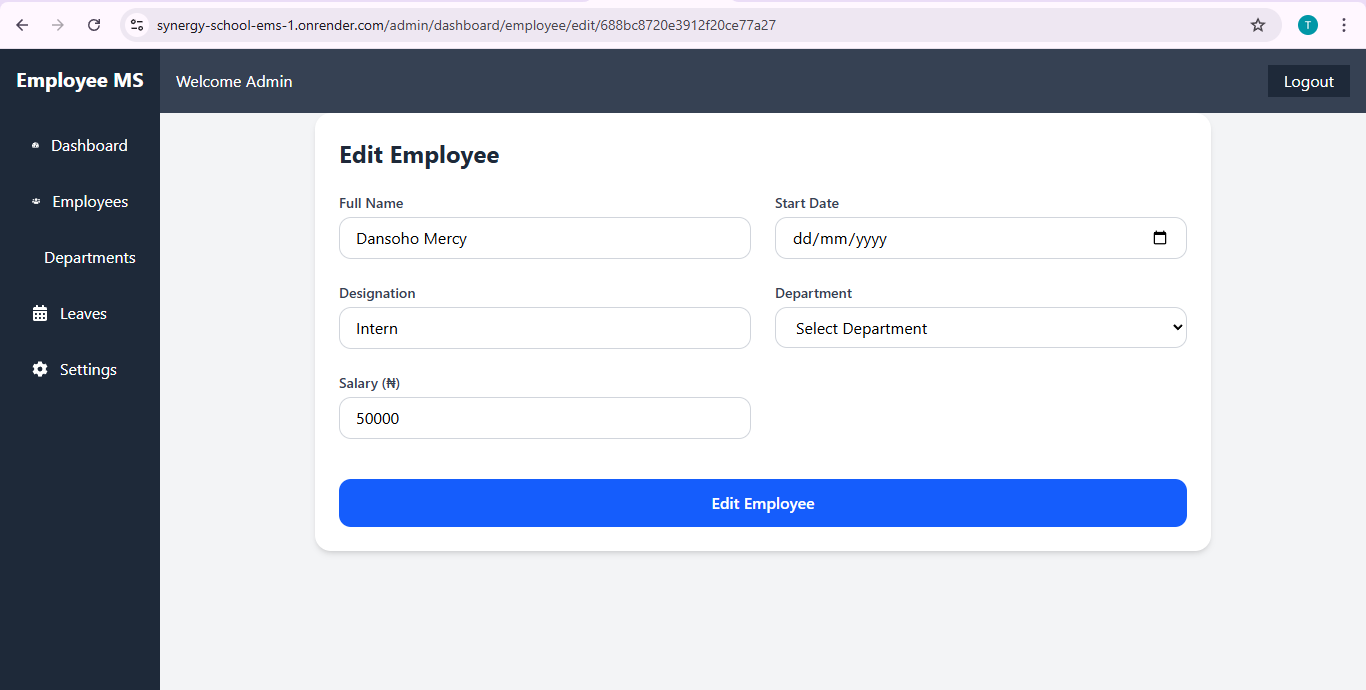 synergy-school-ems-1.onrender.com/admin/dashboard/employee/edit/688bc8720e3912f20ce77a27
T
Employee MS
Welcome Admin
Logout
Dashboard
Employees
Departments
Leaves
Settings
Edit Employee
Full Name
Start Date
Dansoho Mercy
dd/mm/yyyy
Designation
Department
Intern
Select Department
Salary (₦)
50000
Edit Employee